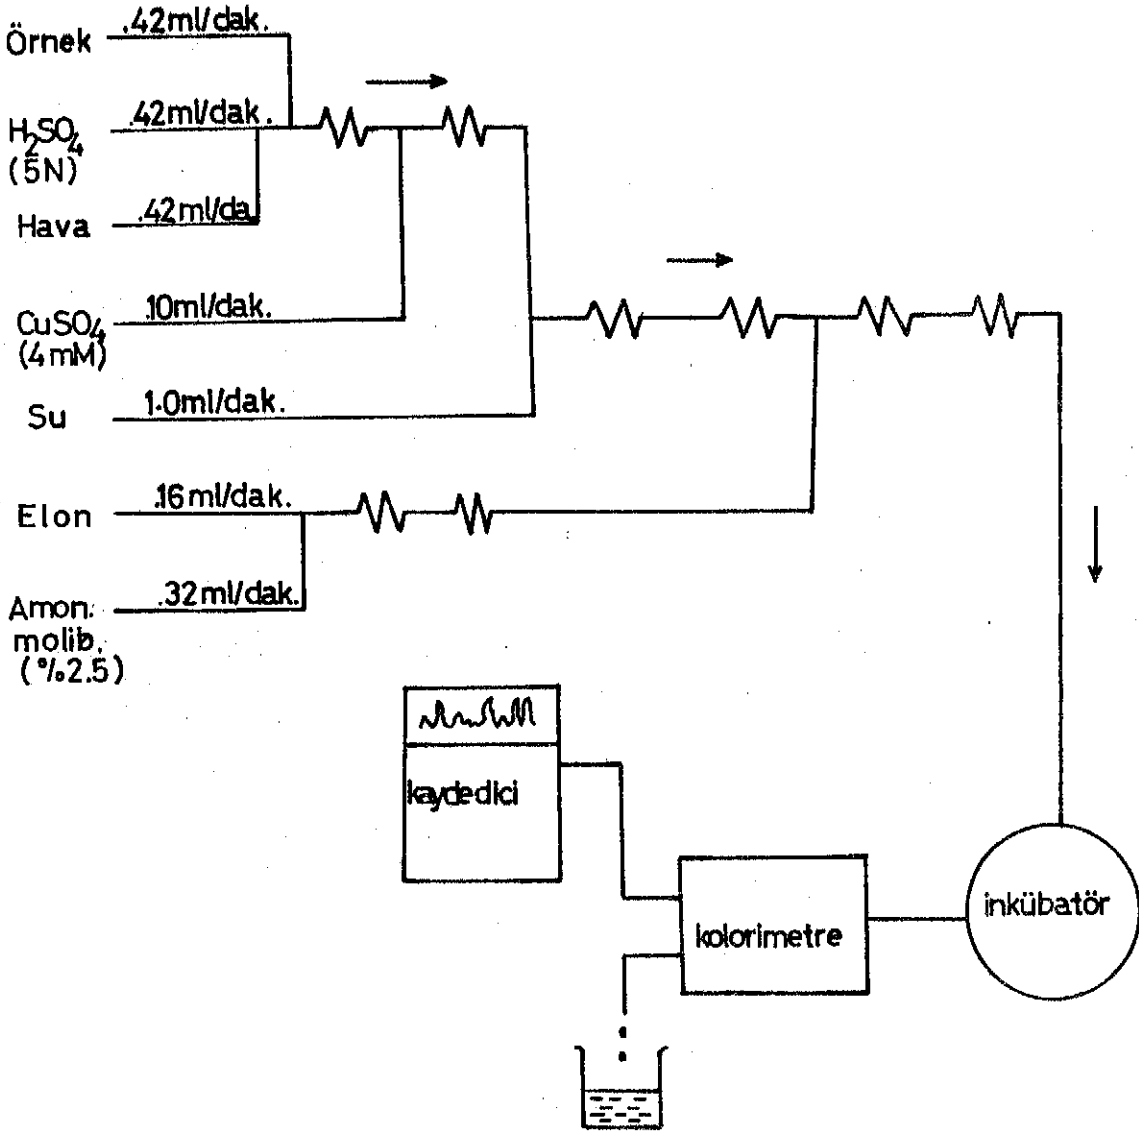 Örnek .42ml/dak.
H2SO4 .42ml/dak.
(5N)
Hava .42ml/da
CuSO4 .10ml/dak.
(4mM)
Su 1.0ml/dak.
Elon .16ml/dak.
Amon. .32ml/dak.
molib.
(%2.5)
kaydedici
kolorimetre
inkübatör